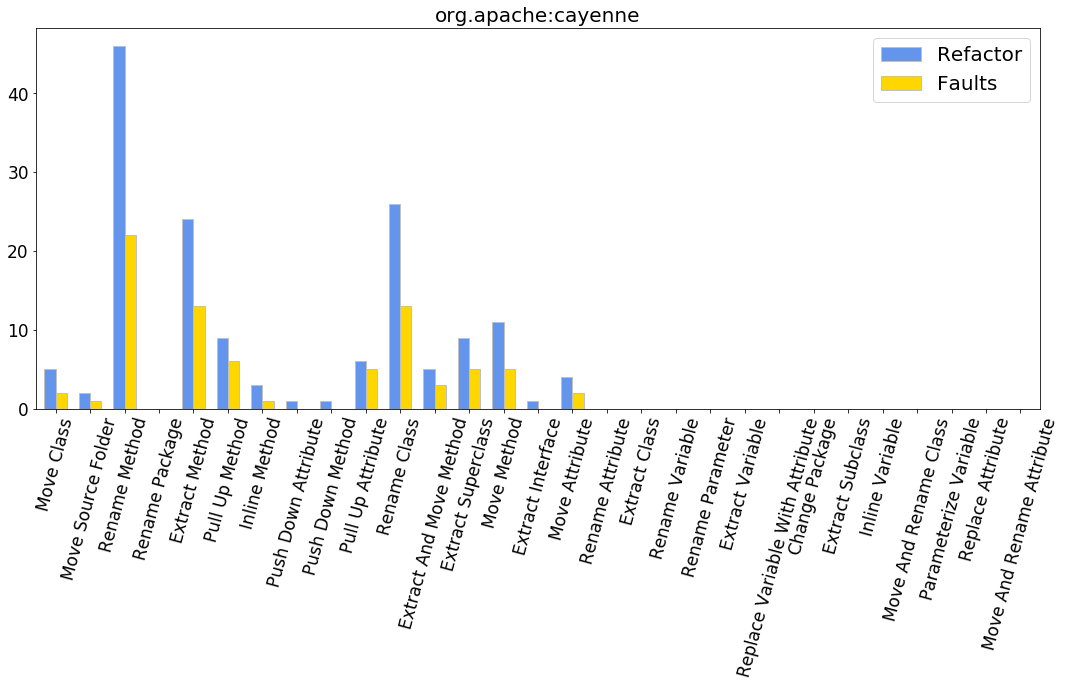 org.apache:cayenne
Refactor
Faults
40
30
20
10
0
Move Class
Move Source Folder
Rename Method
Rename Package
Extract Method
Pull Up Method
Inline Method
Push Down Attribute
Push Down Method
Pull Up Attribute
Rename Class
Extract And Move Method
Extract Superclass
Move Method
Extract Interface
Move Attribute
Rename Attribute
Extract Class
Rename Variable
Rename Parameter
Extract Variable
Replace Variable With Attribute
Change Package
Extract Subclass
Inline Variable
Move And Rename Class
Parameterize Variable
Replace Attribute
Move And Rename Attribute